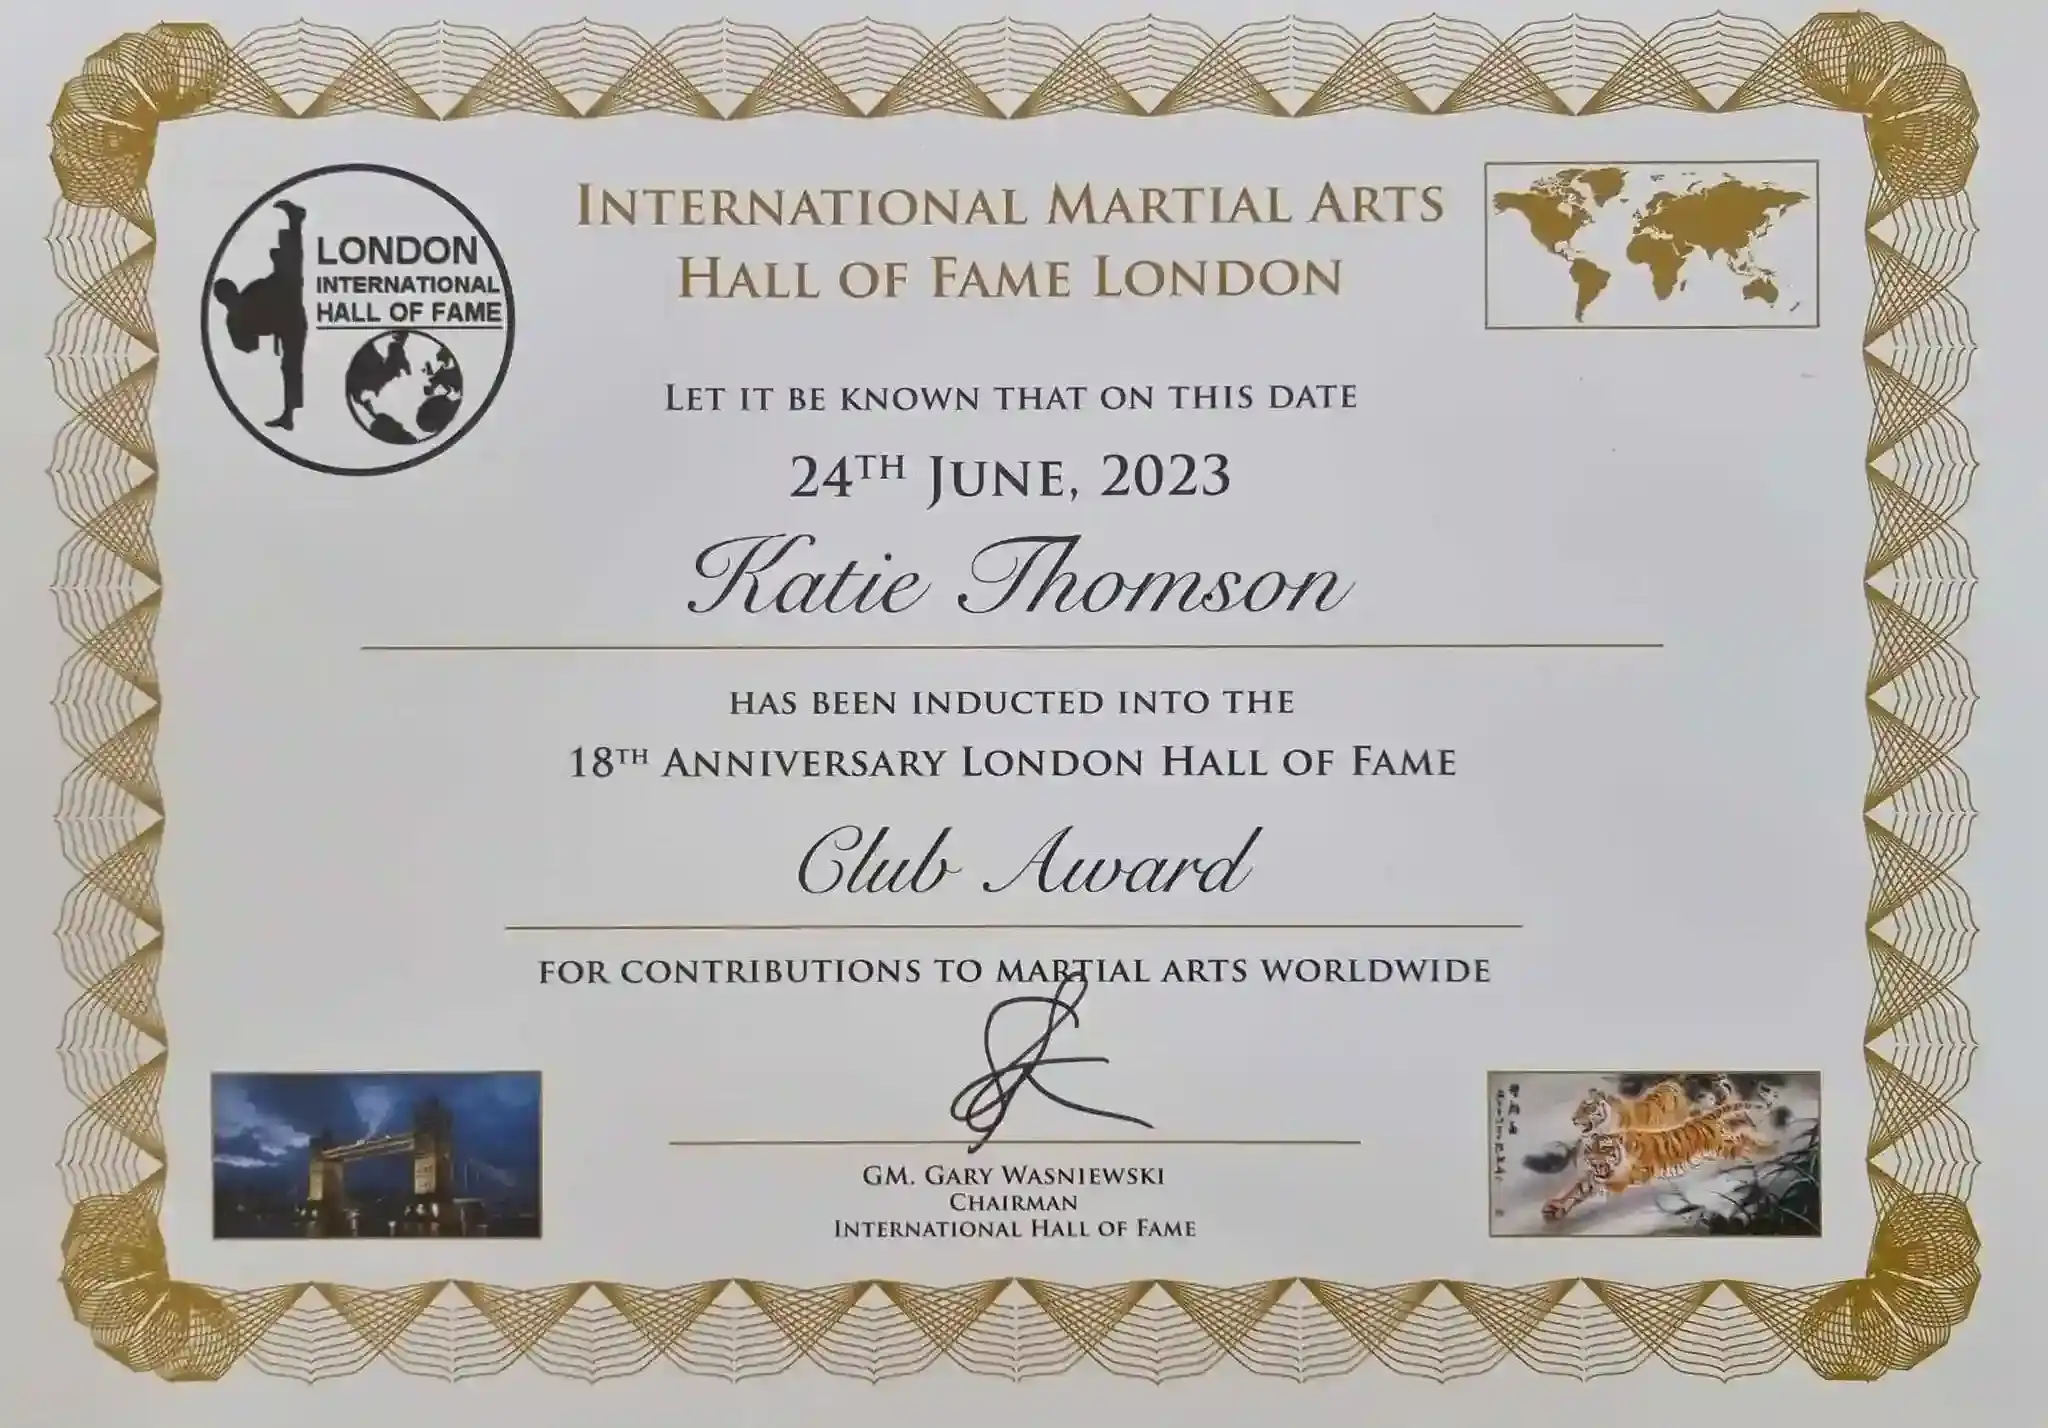 LONDON
INTERNATIONAL
HALL OF FAME
INTERNATIONAL MARTIAL ARTS
HALL OF FAME LONDON
LET IT BE KNOWN THAT ON THIS DATE
24TH JUNE, 2023
Katie Thomson
HAS BEEN INDUCTED INTO THE
18TH ANNIVERSARY LONDON HALL OF FAME
Club Award
FOR CONTRIBUTIONS TO MARTIAL ARTS WORLDWIDE
GM. GARY WASNIEWSKI
CHAIRMAN
INTERNATIONAL HALL OF FAME